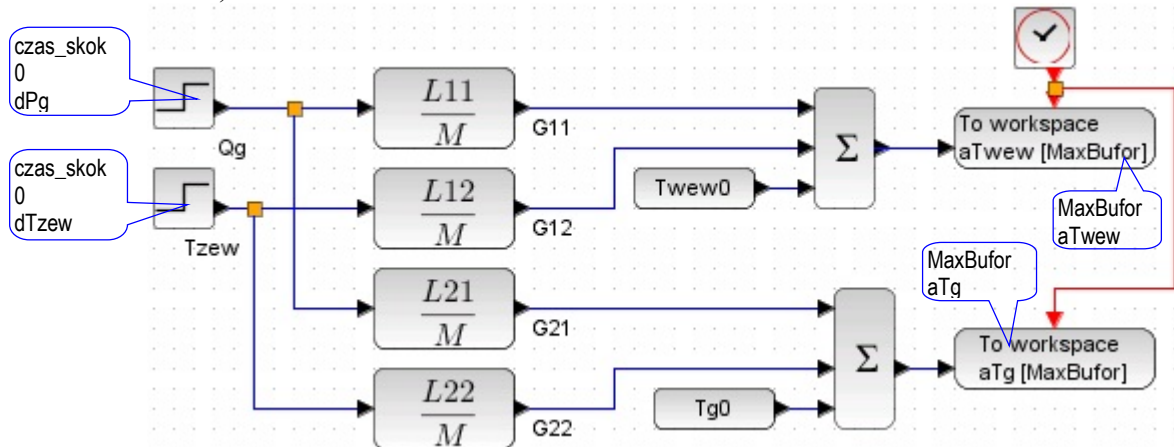 czas_skok
0
dPg
Qg
L11
M
G11
Σ
To workspace
aTwew [MaxBufor]
MaxBufor
aTwew
czas_skok
0
dTzew
Tzew
L12
M
G12
Twew0
L21
M
G21
MaxBufor
aTg
Σ
To workspace
aTg [MaxBufor]
L22
M
G22
Tg0